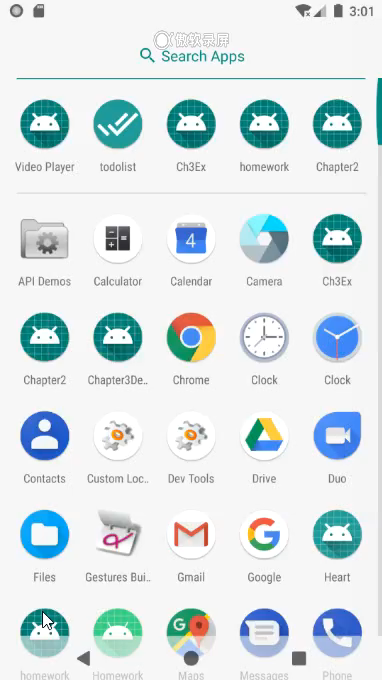 3:01
傲软录屏
Search Apps
Video Player
todolist
Ch3Ex
homework
Chapter2
4
API Demos
Calculator
Calendar
Camera
Ch3Ex
Chapter2
Chapter3De..
Chrome
Clock
Clock
Contacts
Custom Loc..
Dev Tools
Drive
Duo
Files
Gestures Bui..
Gmail
Google
Heart
homework
Homework
Maps
Messages
Phone